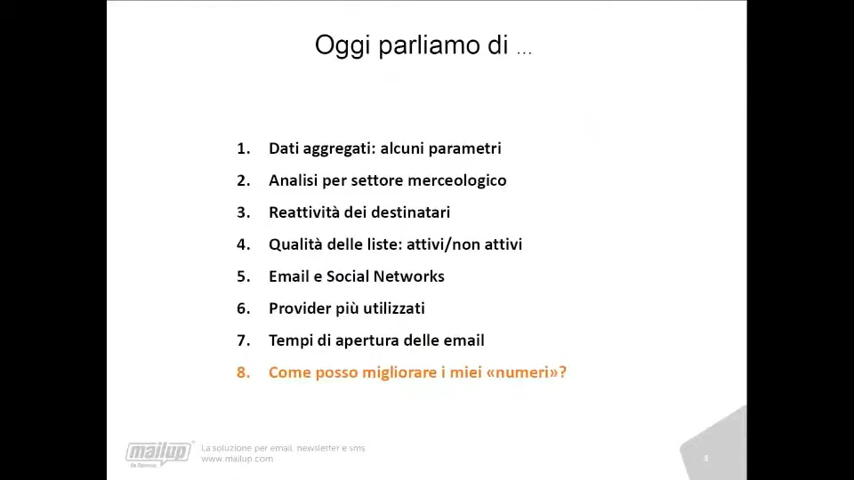 Oggi parliamo di ...
1. Dati aggregati: alcuni parametri
2. Analisi per settore merceologico
3. Reattività dei destinatari
4. Qualità delle liste: attivi/non attivi
5. Email e Social Networks
6. Provider più utilizzati
7. Tempi di apertura delle email
8. Come posso migliorare i miei «numeri»?
mailup
La soluzione per email, newsletter e sms
www.mailup.com